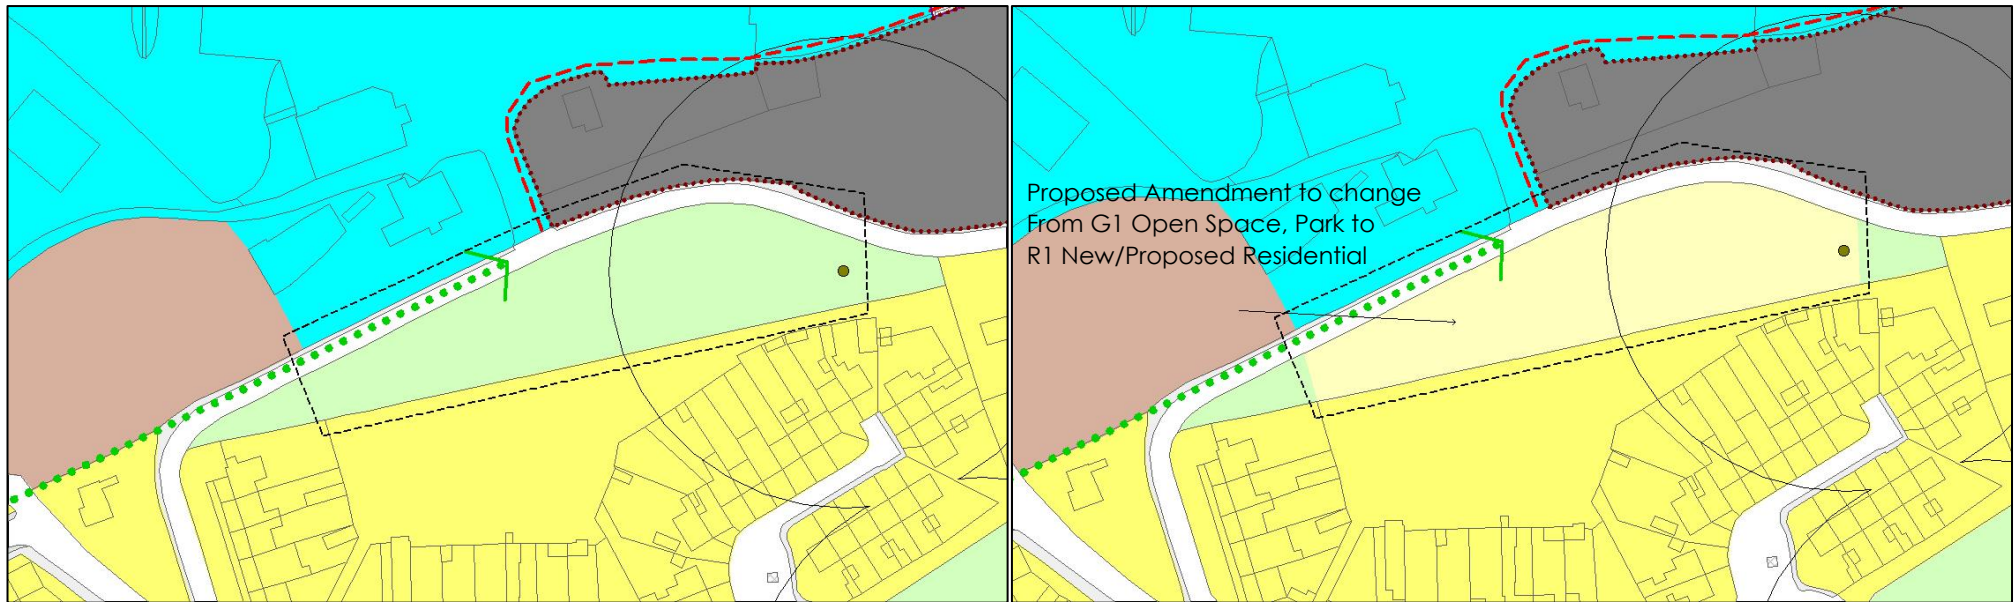 Proposed Amendment to change
From G1 Open Space, Park to
R1 New/Proposed Residential